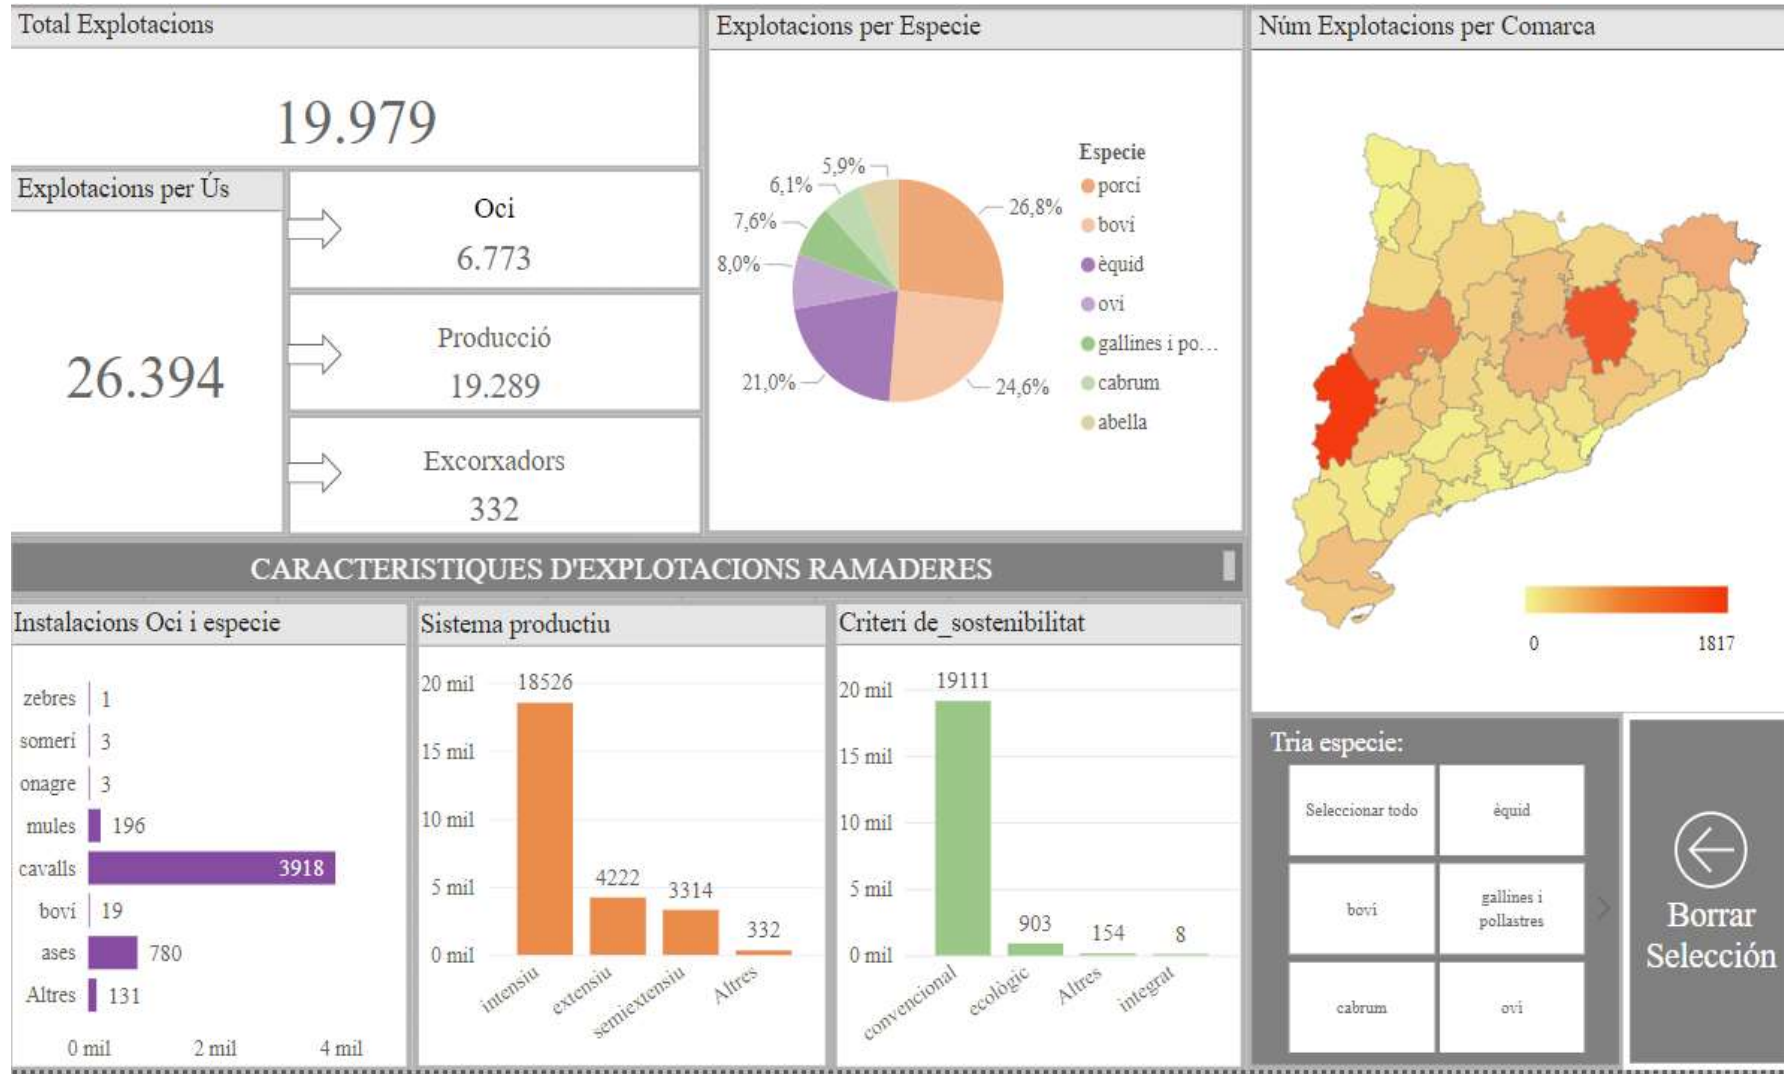 Total Explotacions
19.979
Explotacions per Ús
26.394
Oci
6.773
Producció
19.289
Excorxadors
332
Explotacions per Especie
5,9%
6,1%
7,6%
8,0%
21,0%
26,8%
24,6%
Especie
porcí
boví
èquid
oví
gallines i po...
cabrum
abella
Núm Explotacions per Comarca
0
1817
CARACTERISTIQUES D'EXPLOTACIONS RAMADERES
Instalacions Oci i especie
zebres 1
somerí 3
onagre 3
mules 196
cavalls 3918
boví 19
ases 780
Altres 131
0 mil 2 mil 4 mil
Sistema productiu
20 mil
15 mil
10 mil
5 mil
0 mil
18526
4222
3314
332
intensiu
extensiu
semiextensiu
Altres
Criteri de_sostenibilitat
20 mil
15 mil
10 mil
5 mil
0 mil
19111
903
154
8
convencional
ecològic
Altres
integrat
Tria especie:
Seleccionar todo
èquid
boví
gallines i
pollastres
cabrum
oví
Borrar
Selección